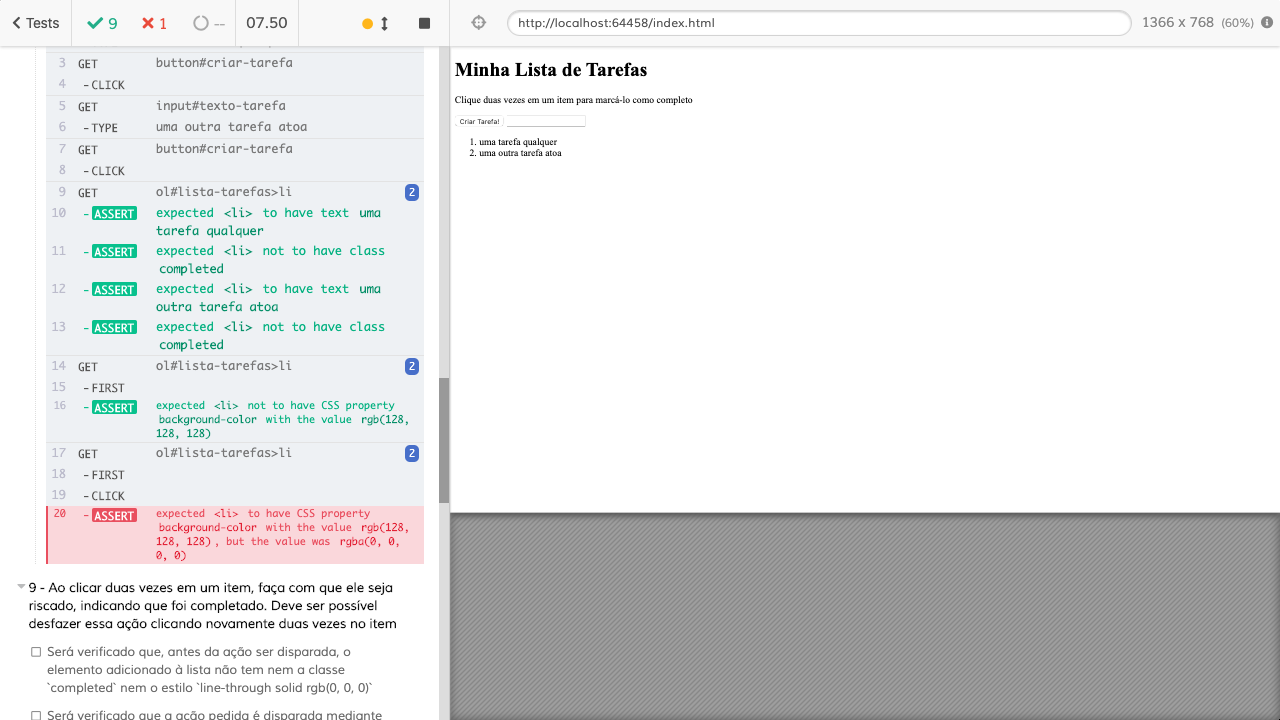 Tests 9 1 -- 07.50
http://localhost:64458/index.html 1366 x 768 (60%)
3 GET button#criar-tarefa
4 -CLICK
5 GET input#texto-tarefa
6 -TYPE uma outra tarefa atoa
7 GET button#criar-tarefa
8 -CLICK
9 GET ol#lista-tarefas>li 2
10 -ASSERT expected <li> to have text uma
tarefa qualquer
11 -ASSERT expected <li> not to have class
completed
12 -ASSERT expected <li> to have text uma
outra tarefa atoa
13 -ASSERT expected <li> not to have class
completed
14 GET ol#lista-tarefas>li 2
15 -FIRST
16 -ASSERT expected <li> not to have CSS property
background-color with the value rgb(128,
128, 128)
17 GET ol#lista-tarefas>li 2
18 -FIRST
19 -CLICK
20 -ASSERT expected <li> to have CSS property
background-color with the value rgb(128,
128, 128), but the value was rgba(0, 0,
0, 0)
9 - Ao clicar duas vezes em um item, faça com que ele seja
riscado, indicando que foi completado. Deve ser possível
desfazer essa ação clicando novamente duas vezes no item
Será verificado que, antes da ação ser disparada, o
elemento adicionado à lista não tem nem a classe
`completed` nem o estilo `line-through solid rgb(0, 0, 0)`
Será verificado que a ação pedida é disparada mediante
Minha Lista de Tarefas
Clique duas vezes em um item para marcá-lo como completo
Criar Tarefa!
1. uma tarefa qualquer
2. uma outra tarefa atoa